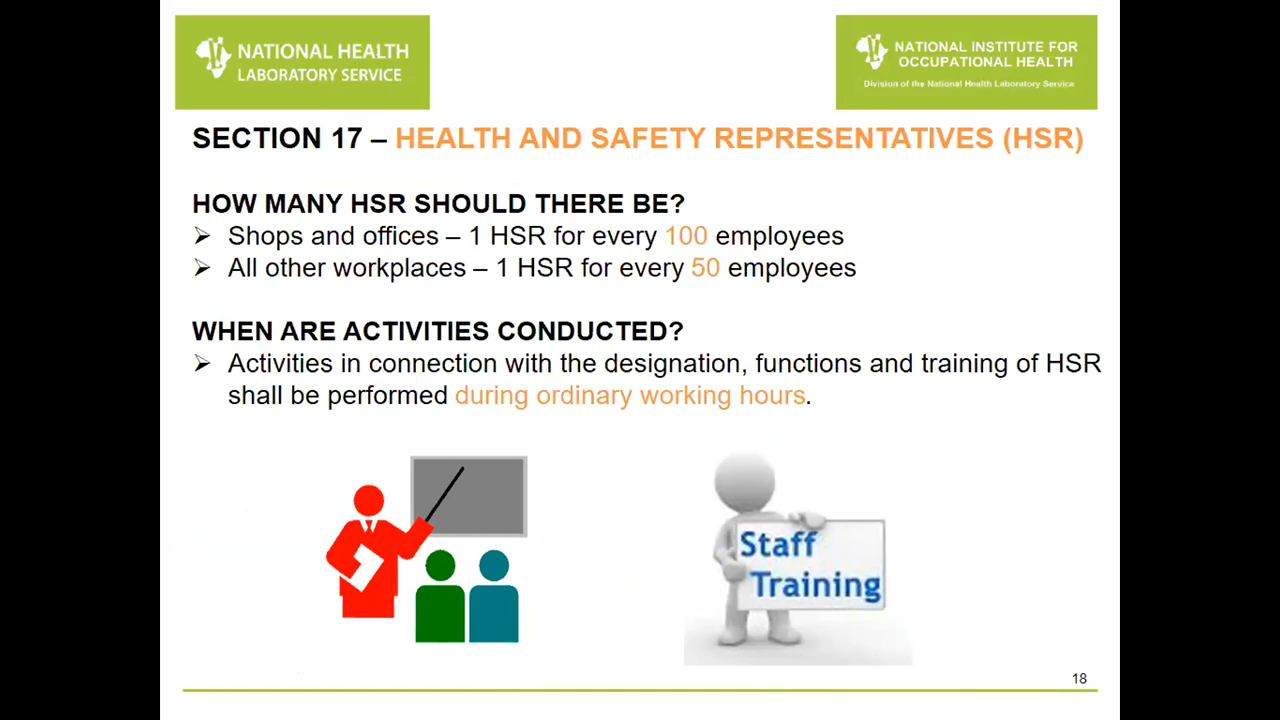 NATIONAL HEALTH
LABORATORY SERVICE
NATIONAL INSTITUTE FOR
OCCUPATIONAL HEALTH
Division of the National Health Laboratory Service
SECTION 17 – HEALTH AND SAFETY REPRESENTATIVES (HSR)
HOW MANY HSR SHOULD THERE BE?
➢ Shops and offices – 1 HSR for every 100 employees
➢ All other workplaces – 1 HSR for every 50 employees
WHEN ARE ACTIVITIES CONDUCTED?
➢ Activities in connection with the designation, functions and training of HSR
shall be performed during ordinary working hours.
Staff
Training
18